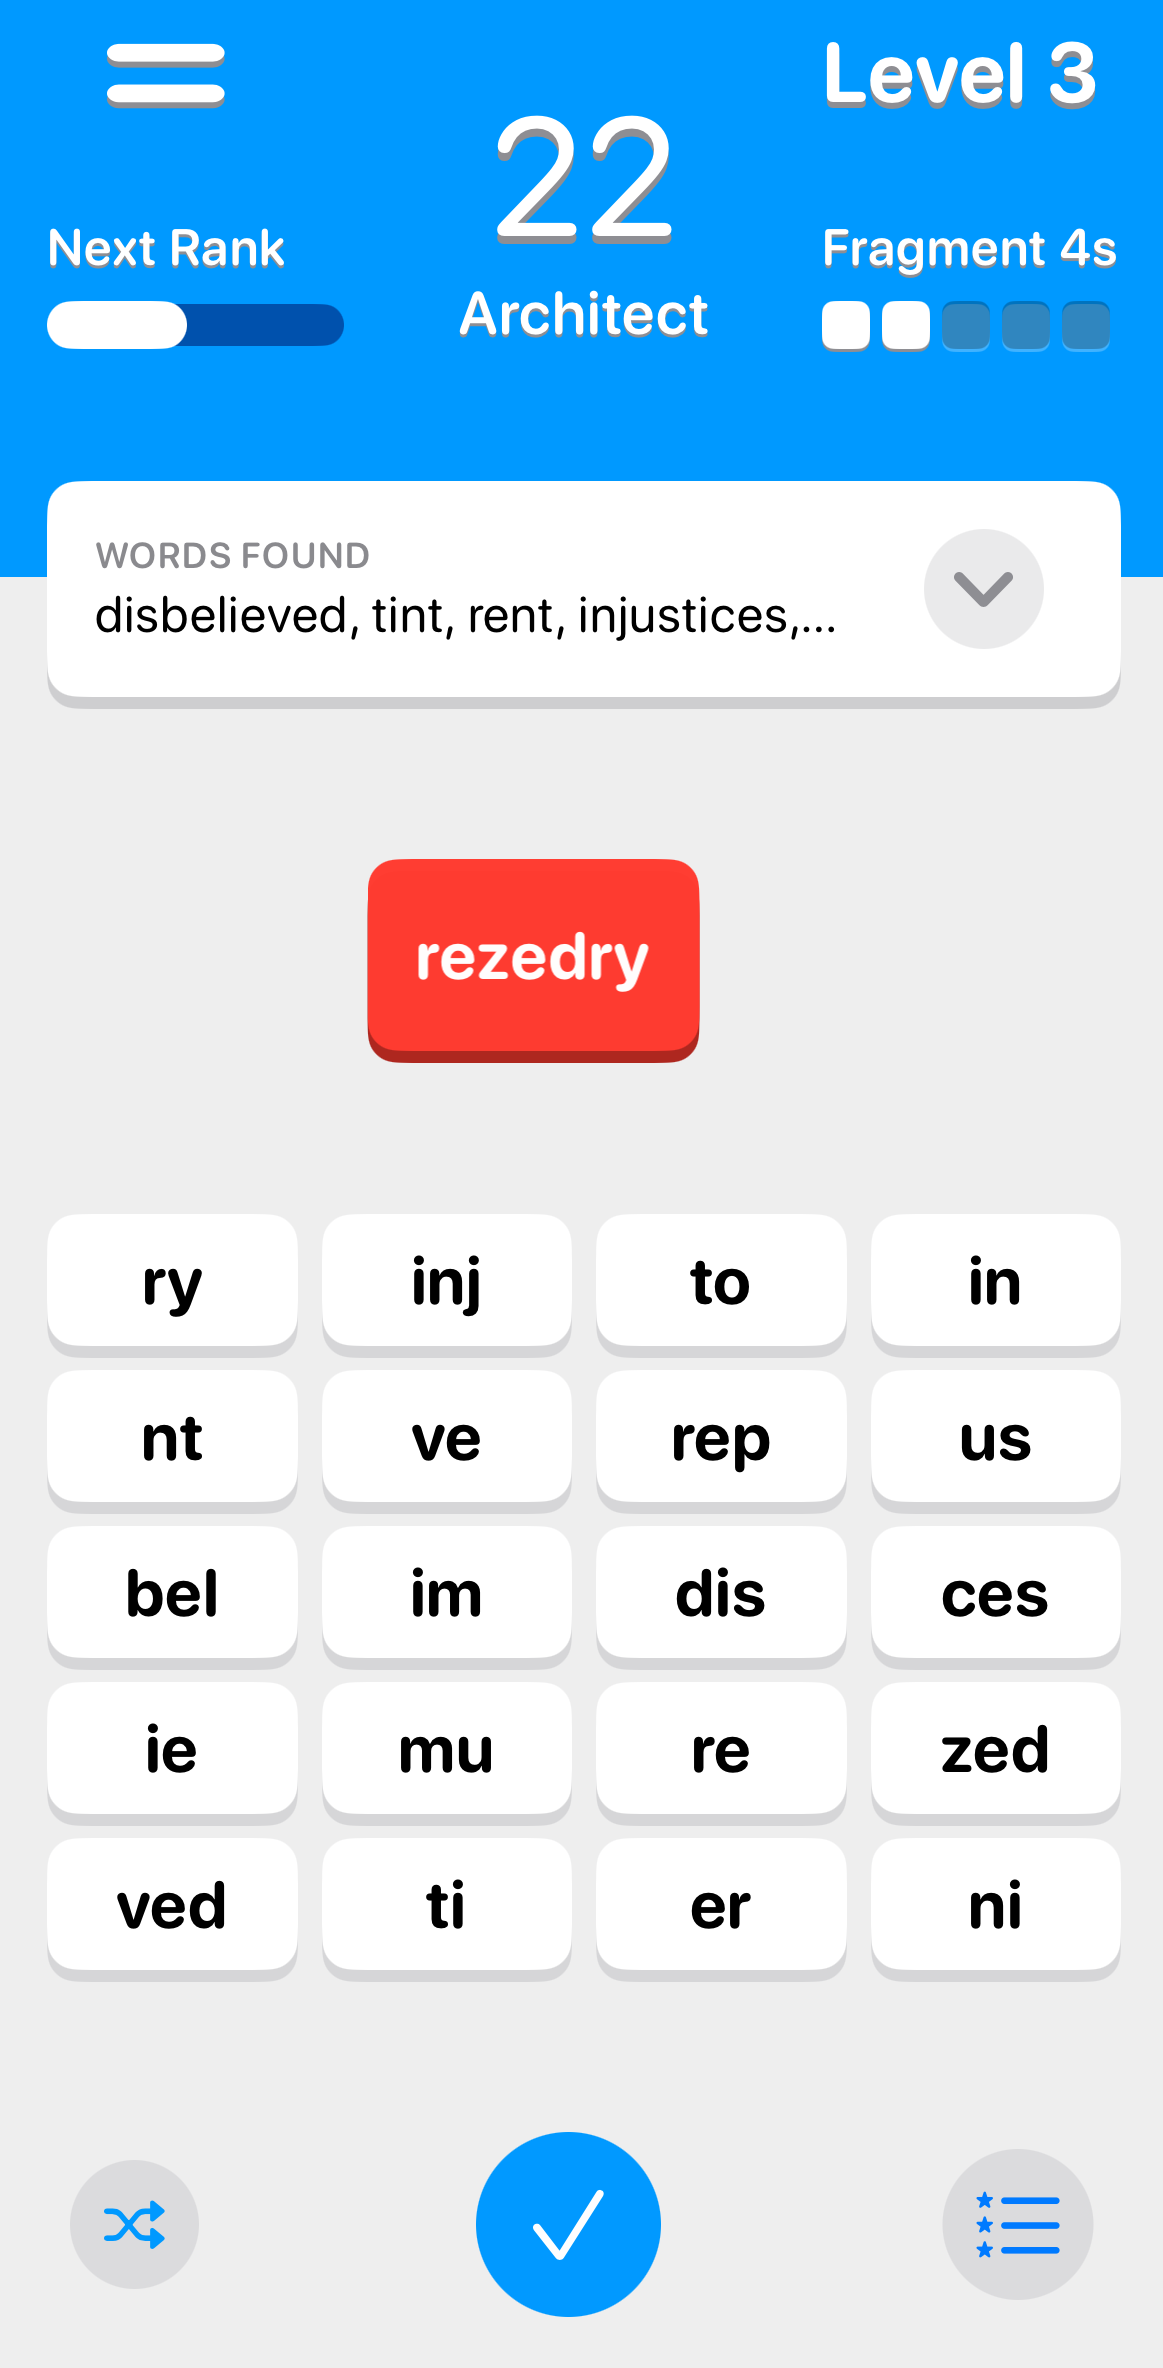 Level 3
22
Next Rank
Architect
Fragment 4s
WORDS FOUND
disbelieved, tint, rent, injustices,...
rezedry
ry inj to in
nt ve rep us
bel im dis ces
ie mu re zed
ved ti er ni